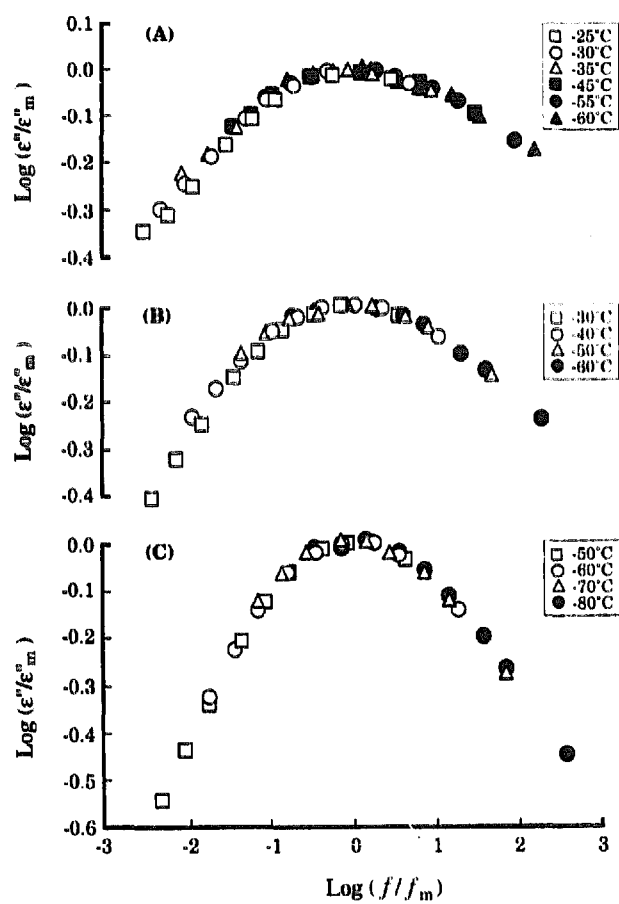 (A)
0.1
0.0
-0.1
-0.2
-0.3
-0.4
Log (ε"/ε"m)
-25°C
-30°C
-35°C
-45°C
-55°C
-60°C
(B)
0.0
-0.1
-0.2
-0.3
-0.4
Log (ε"/ε"m)
-30°C
-40°C
-50°C
-60°C
(C)
0.0
-0.1
-0.2
-0.3
-0.4
-0.5
-0.6
Log (ε"/ε"m)
-50°C
-60°C
-70°C
-80°C
-3 -2 -1 0 1 2 3
Log (f/fm)